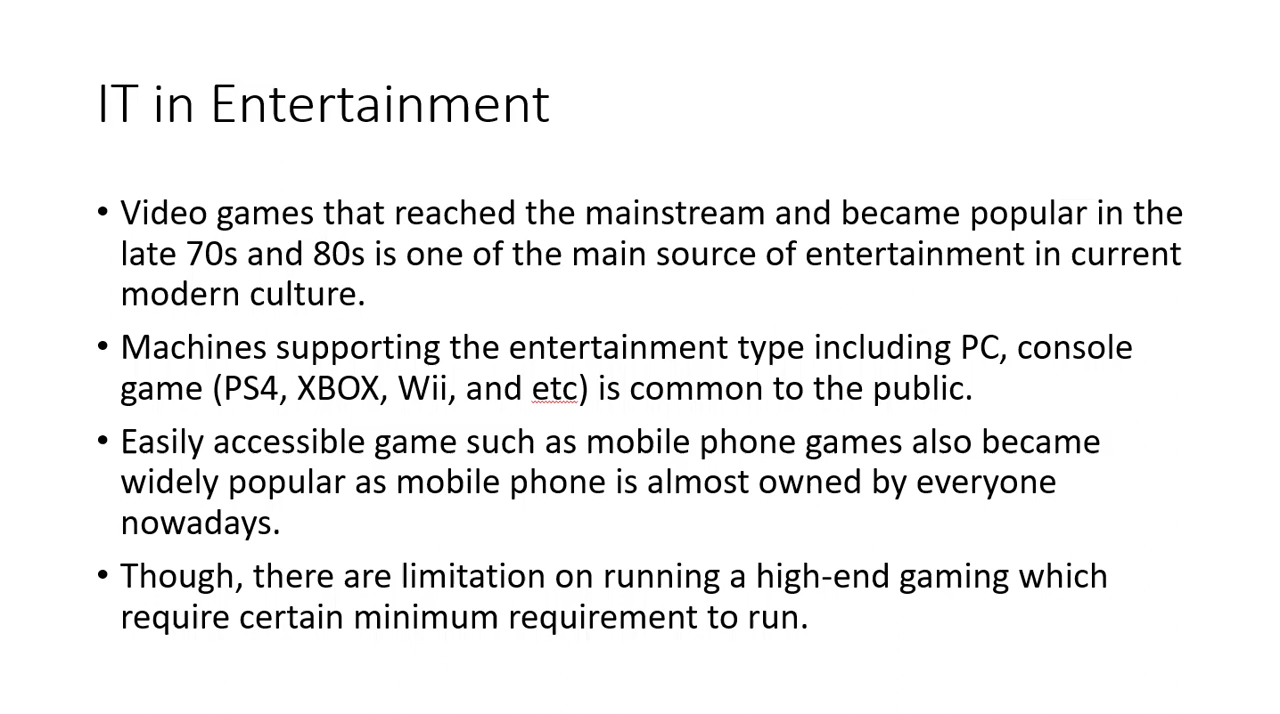 IT in Entertainment
• Video games that reached the mainstream and became popular in the
late 70s and 80s is one of the main source of entertainment in current
modern culture.
• Machines supporting the entertainment type including PC, console
game (PS4, XBOX, Wii, and etc) is common to the public.
• Easily accessible game such as mobile phone games also became
widely popular as mobile phone is almost owned by everyone
nowadays.
• Though, there are limitation on running a high-end gaming which
require certain minimum requirement to run.